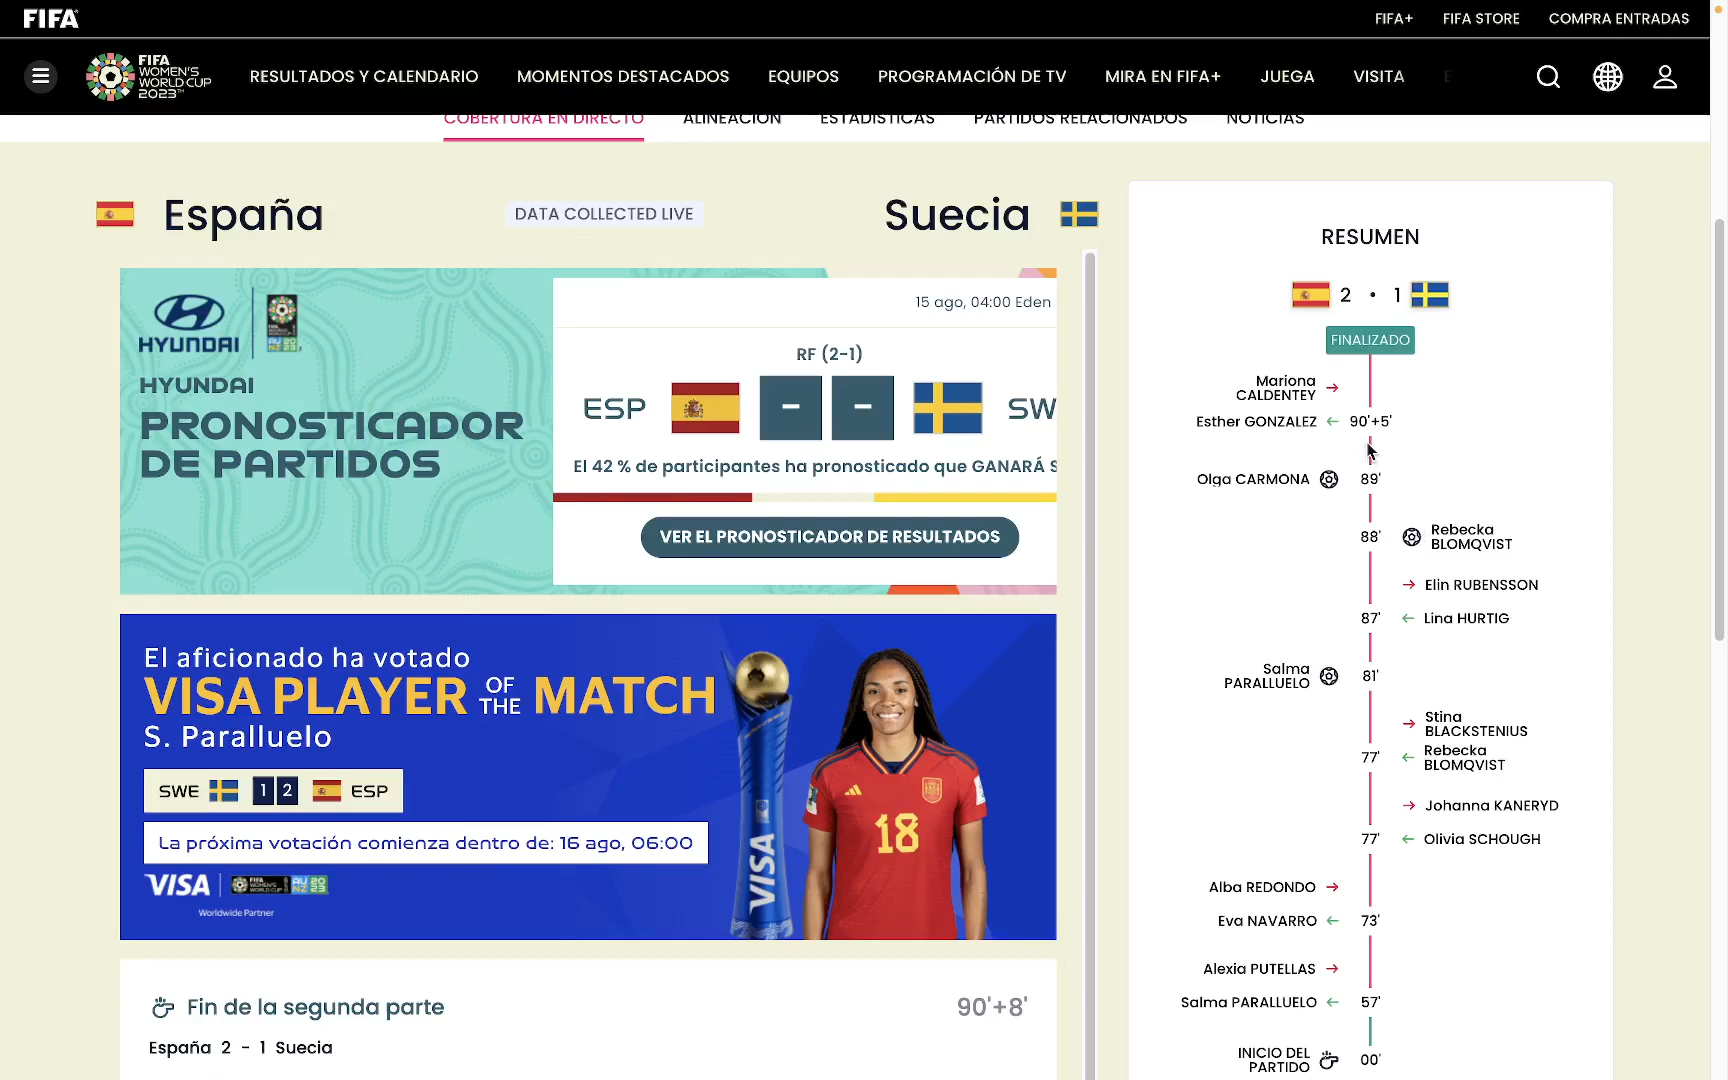 FIFA
FIFA+
FIFA STORE
COMPRA ENTRADAS
FIFA
WOMEN'S
WORLD CUP
2023™
RESULTADOS Y CALENDARIO
MOMENTOS DESTACADOS
EQUIPOS
PROGRAMACIÓN DE TV
MIRA EN FIFA+
JUEGA
VISITA
E
COBERTURA EN DIRECTO
ALINEACIÓN
ESTADÍSTICAS
PARTIDOS RELACIONADOS
NOTICIAS
España
DATA COLLECTED LIVE
Suecia
HYUNDAI
HYUNDAI
PRONOSTICADOR
DE PARTIDOS
15 ago, 04:00 Eden
RF (2-1)
ESP
– –
SW
El 42 % de participantes ha pronosticado que GANARÁ S
VER EL PRONOSTICADOR DE RESULTADOS
El aficionado ha votado
VISA PLAYER OF THE MATCH
S. Paralluelo
SWE 1 2 ESP
La próxima votación comienza dentro de: 16 ago, 06:00
VISA
Worldwide Partner
VISA
18
Fin de la segunda parte
90'+8'
España 2 - 1 Suecia
RESUMEN
2 • 1
FINALIZADO
Mariona
CALDENTEY
Esther GONZALEZ
90'+5'
Olga CARMONA
89'
88'
Rebecka
BLOMQVIST
Elin RUBENSSON
87'
Lina HURTIG
Salma
PARALLUELO
81'
Stina
BLACKSTENIUS
77'
Rebecka
BLOMQVIST
Johanna KANERYD
77'
Olivia SCHOUGH
Alba REDONDO
Eva NAVARRO
73'
Alexia PUTELLAS
Salma PARALLUELO
57'
INICIO DEL
PARTIDO
00'